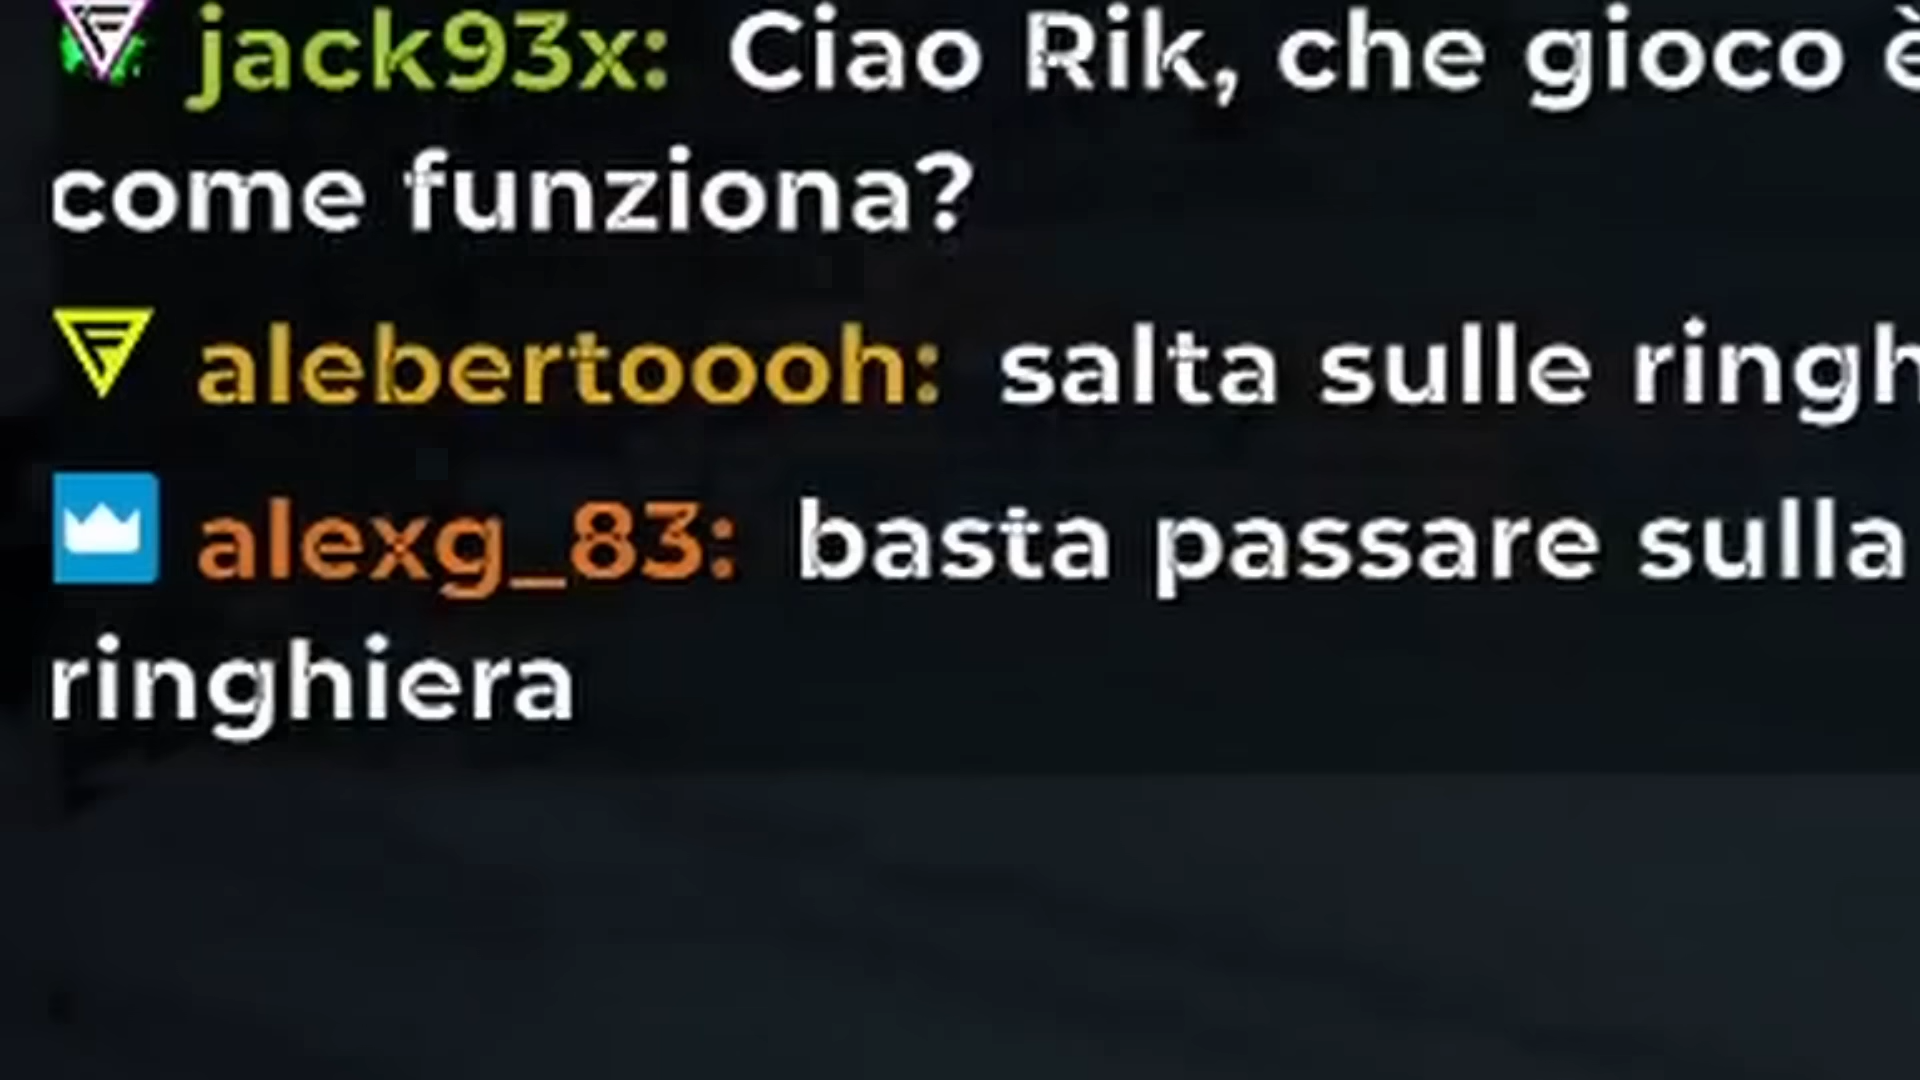 jack93x: Ciao Rik, che gioco è
come funziona?
alebertoooh: salta sulle
alexg_83: basta passare sulla
ringhiera